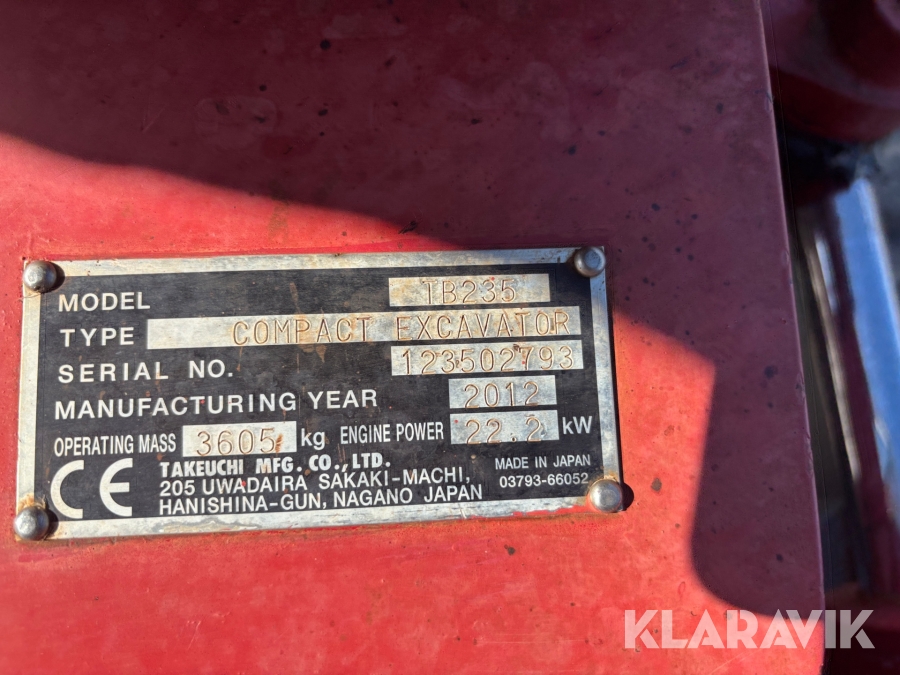 MODEL TB235
TYPE COMPACT EXCAVATOR
SERIAL NO. 123502793
MANUFACTURING YEAR 2012
OPERATING MASS 3605 kg ENGINE POWER 22.2 kW
CE TAKEUCHI MFG. CO.,LTD.
205 UWADAIRA SAKAKI-MACHI,
HANISHINA-GUN, NAGANO JAPAN
MADE IN JAPAN
03793-66052
KLARAVIK